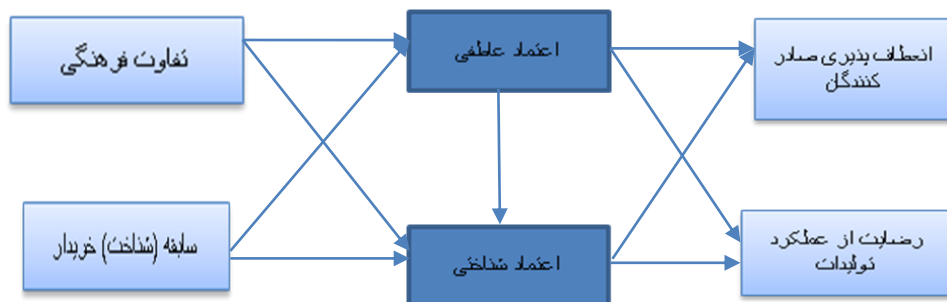 تفاوت فرهنگی
اعتماد عاطفی
انعطاف پذیری صادر
کنندگان
سابقه (شناخت) خریدار
اعتماد شناختی
رضایت از عملکرد
تولیدات